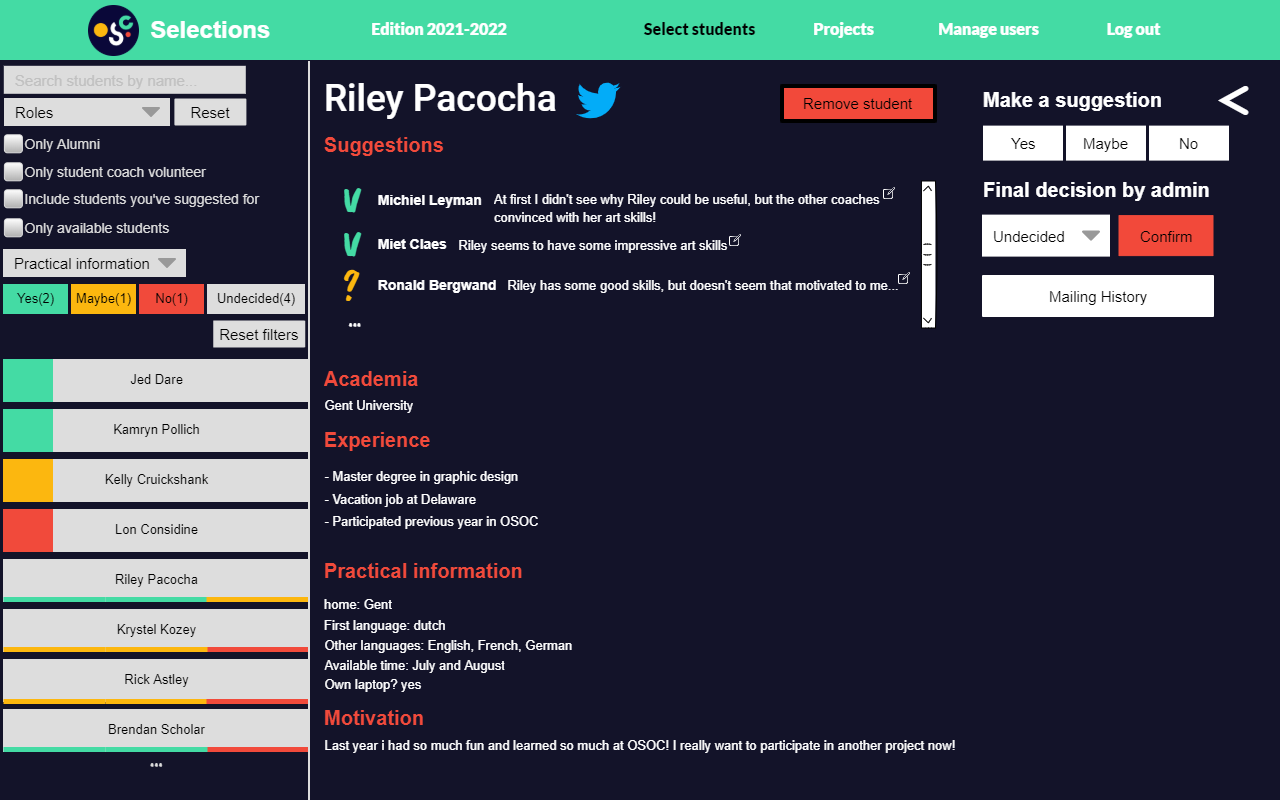 OSC
Selections
Edition 2021-2022
Select students
Projects
Manage users
Log out
Search students by name...
Roles
Reset
Only Alumni
Only student coach volunteer
Include students you've suggested for
Only available students
Practical information
Yes(2)
Maybe(1)
No(1)
Undecided(4)
Reset filters
Jed Dare
Kamryn Pollich
Kelly Cruickshank
Lon Considine
Riley Pacocha
Krystel Kozey
Rick Astley
Brendan Scholar
...
Riley Pacocha
Remove student
Suggestions
Michiel Leyman At first I didn't see why Riley could be useful, but the other coaches
convinced with her art skills!
Miet Claes Riley seems to have some impressive art skills
? Ronald Bergwand Riley has some good skills, but doesn't seem that motivated to me...
...
Academia
Gent University
Experience
- Master degree in graphic design
- Vacation job at Delaware
- Participated previous year in OSOC
Practical information
home: Gent
First language: dutch
Other languages: English, French, German
Available time: July and August
Own laptop? yes
Motivation
Last year i had so much fun and learned so much at OSOC! I really want to participate in another project now!
Make a suggestion
Yes
Maybe
No
Final decision by admin
Undecided
Confirm
Mailing History